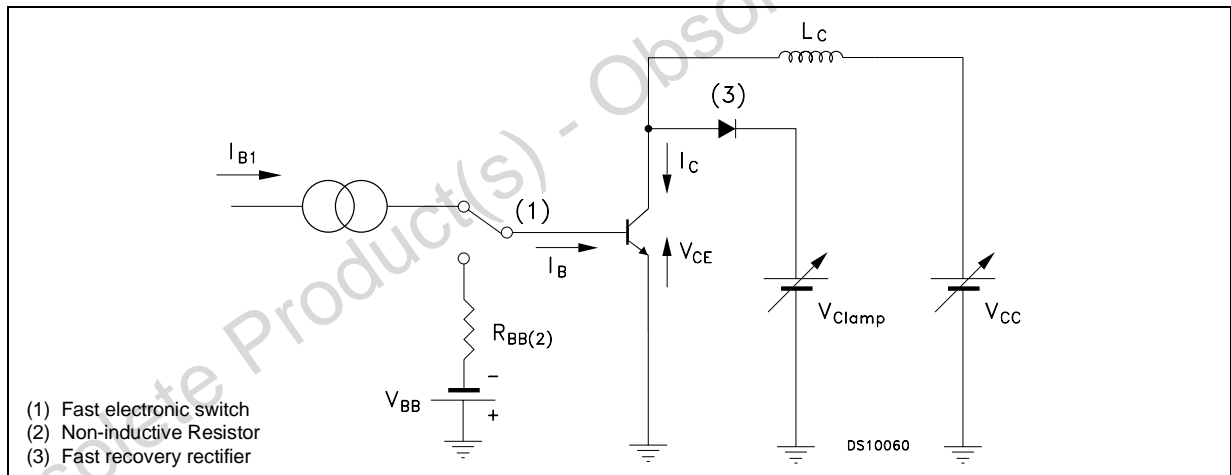 Obsolete Product(s) - Obsol
L_C
(3)
I_B1
I_C
(1)
I_B
V_CE
R_BB(2)
V_Clamp
V_CC
-
V_BB
+
(1) Fast electronic switch
(2) Non-inductive Resistor
(3) Fast recovery rectifier
DS10060